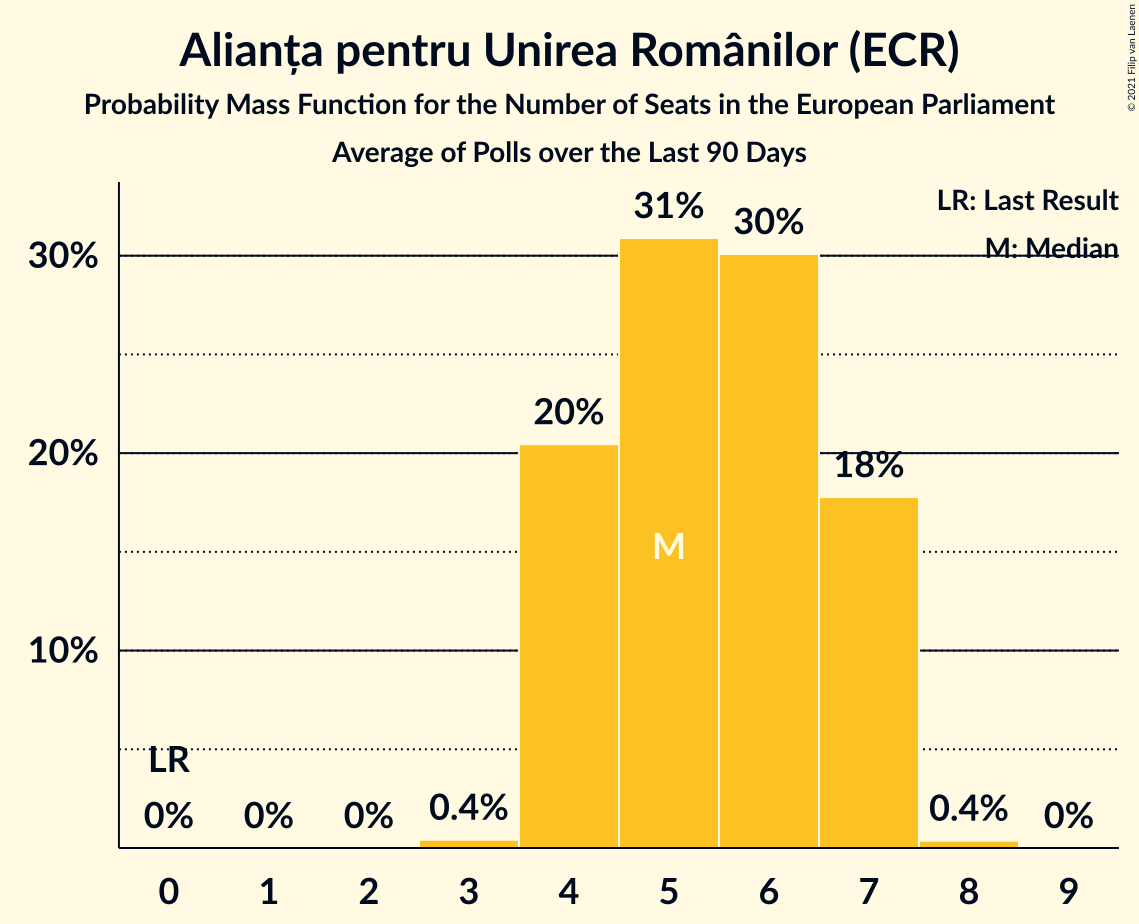 Alianța pentru Unirea Românilor (ECR)
Probability Mass Function for the Number of Seats in the European Parliament
Average of Polls over the Last 90 Days
© 2021 Filip van Laenen
LR: Last Result
M: Median
30%
20%
10%
LR
0%
0%
0%
0.4%
20%
31%
30%
18%
0.4%
0%
M
0 1 2 3 4 5 6 7 8 9